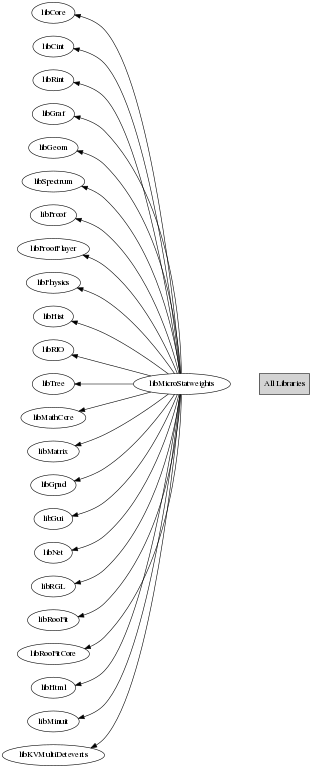 libCore
libCint
libRint
libGraf
libGeom
libSpectrum
libProof
libProofPlayer
libPhysics
libHist
libRIO
libTree
libMicroStatweights
All Libraries
libMathCore
libMatrix
libGpad
libGui
libNet
libRGL
libRooFit
libRooFitCore
libHtml
libMinuit
libKVMultiDeteverts